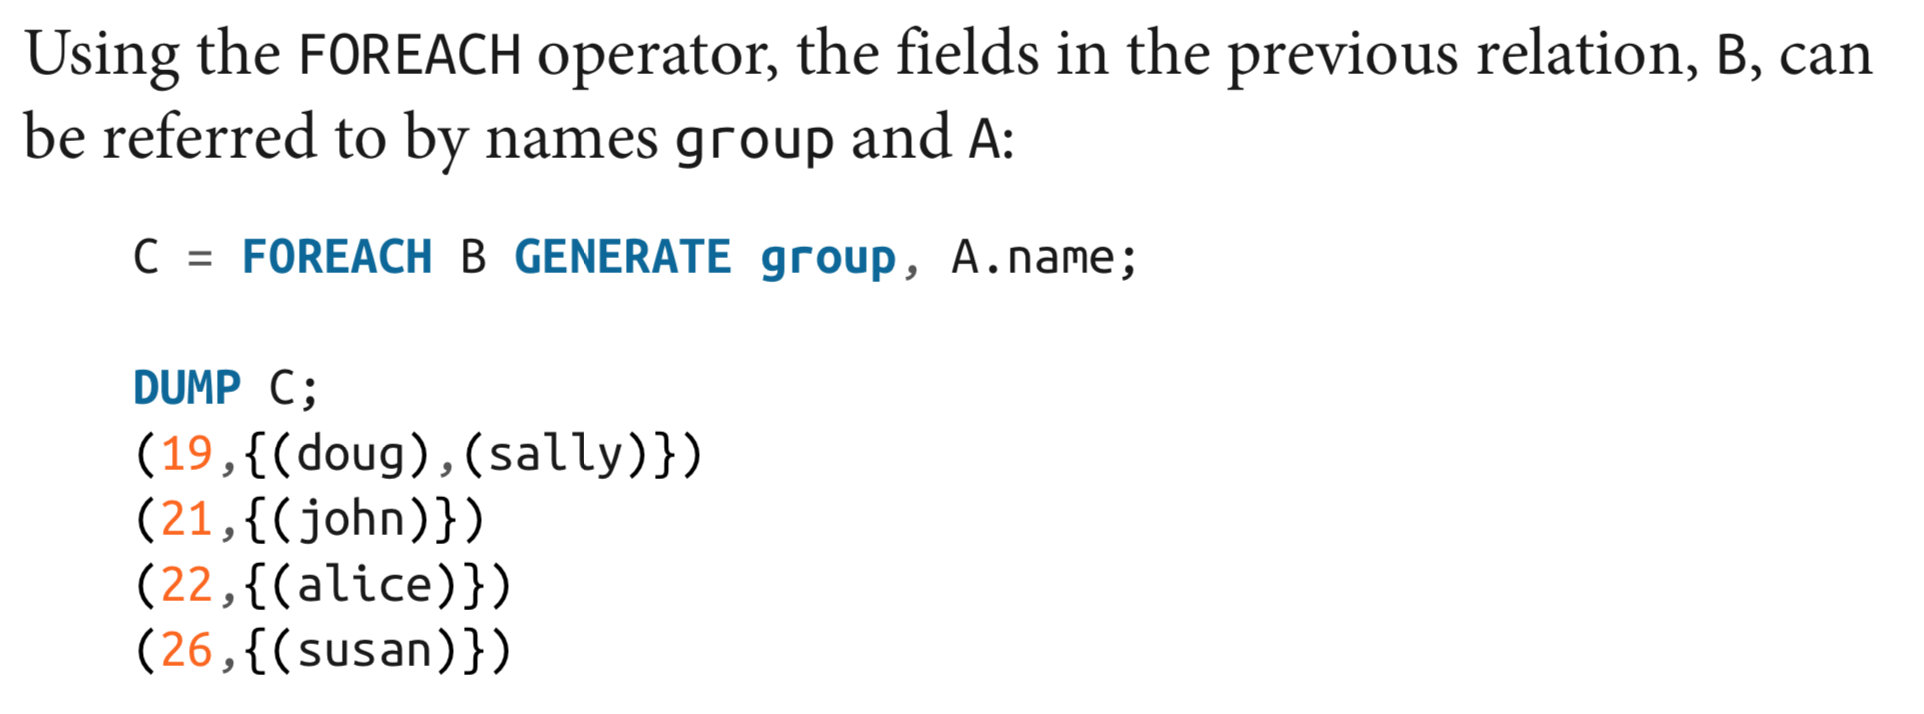 Using the FOREACH operator, the fields in the previous relation, B, can
be referred to by names group and A:
C = FOREACH B GENERATE group, A.name;
DUMP C;
(19,{(doug),(sally)})
(21,{(john)})
(22,{(alice)})
(26,{(susan)})